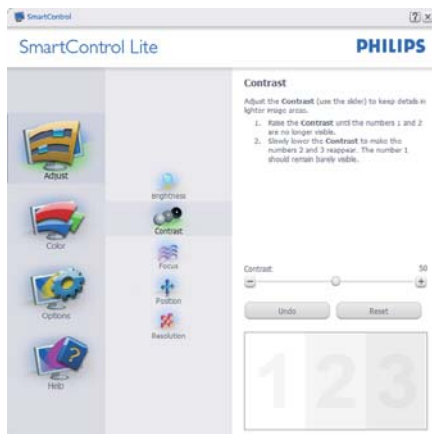 SmartControl
SmartControl Lite
PHILIPS
Adjust
Color
Options
Help
Brightness
Contrast
Focus
Position
Resolution
Contrast
Adjust the Contrast (use the slider) to keep details in
lighter image areas.
1. Raise the Contrast until the numbers 1 and 2
are no longer visible.
2. Slowly lower the Contrast to make the
numbers 2 and 3 reappear. The number 1
should remain barely visible.
Contrast 50
Undo Reset
1 2 3